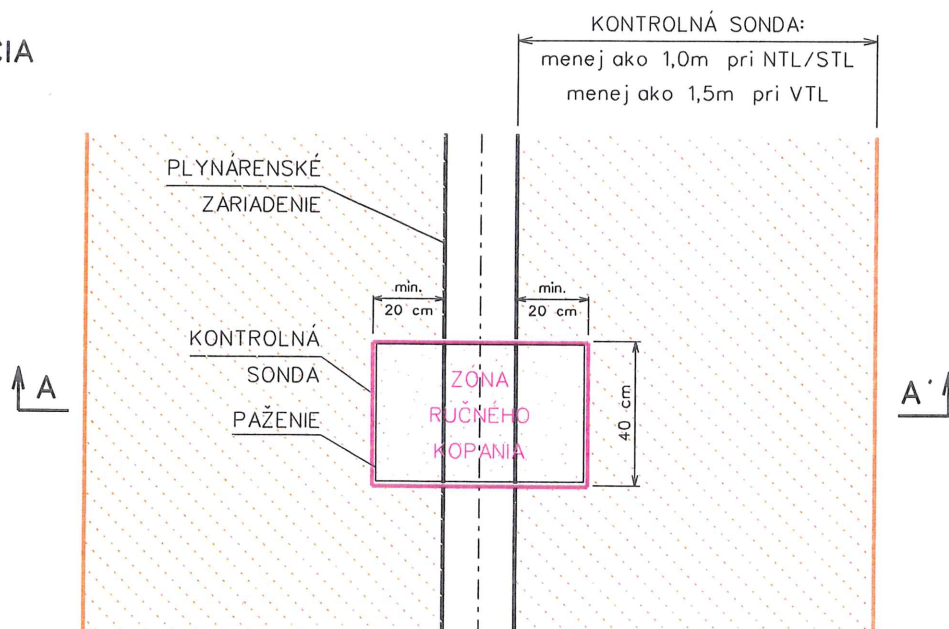 CIA
KONTROLNÁ SONDA:
menej ako 1,0m pri NTL/STL
menej ako 1,5m pri VTL
PLYNÁRENSKÉ
ZARIADENIE
min.
20 cm
min.
20 cm
KONTROLNÁ
SONDA
PAŽENIE
ZONA
RUČNÉHO
KOPANIA
40 cm
A
A'